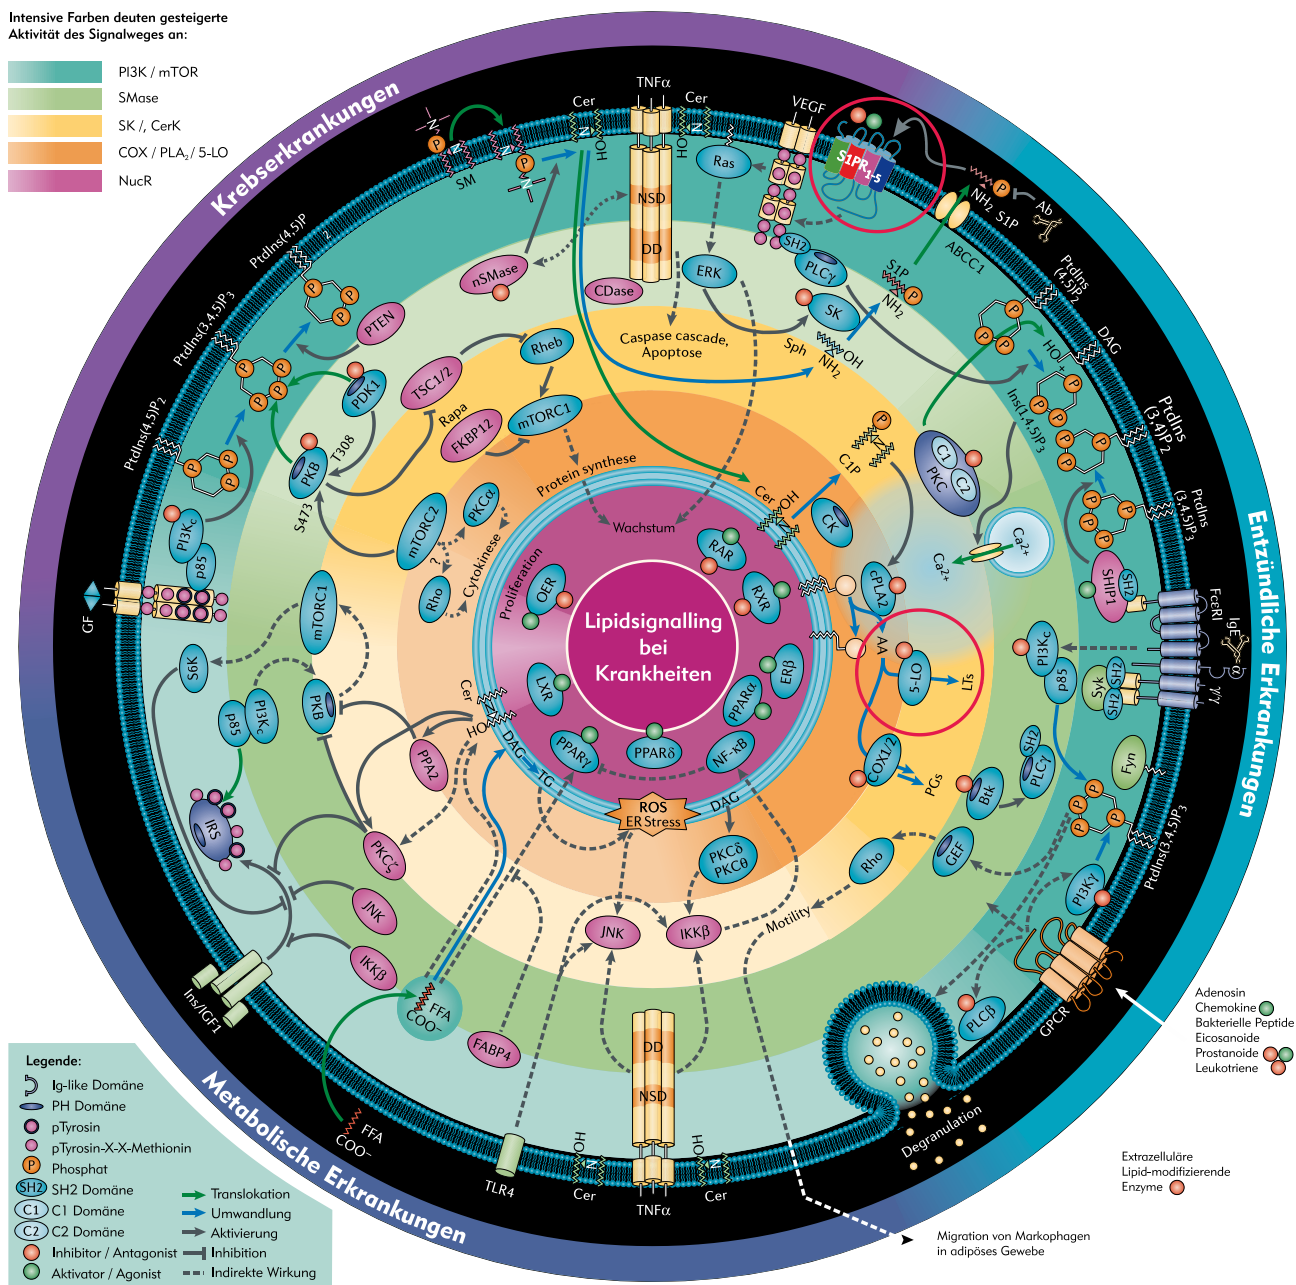 Intensive Farben deuten gesteigerte
Aktivität des Signalweges an:
PI3K / mTOR
SMase
SK /, CerK
COX / PLA₂ / 5-LO
NucR
Krebserkrankungen
Entzündliche Erkrankungen
Metabolische Erkrankungen
Lipidsignalling
bei
Krankheiten
TNFα
Cer
Cer
OH
OH
N
VEGF
S1PR1-5
NH₂ S1P
P
Ab
ABCC1
PtdIns
(4,5)P₂
DAG
HO
PtdIns
(3,4)P₂
PtdIns
(3,4,5)P₃
Ins(1,4,5)P₃
SM
PtdIns(4,5)P
2
PtdIns(3,4,5)P₃
PtdIns(4,5)P₂
NSD
DD
Ras
ERK
SH2
PLCγ
SK
S1P
NH₂
Sph
NH₂
OH
nSMase
CDase
Caspase cascade,
Apoptose
PTEN
PDK1
PKB
T308
S473
TSC1/2
Rheb
Rapa
FKBP12
mTORC1
Protein synthese
mTORC2
PKCα
?
Rho
Cytokinese
Proliferation
Wachstum
Cer
OH
C1P
CK
cPLA2
AA
5-LO
LTs
COX1/2
PGs
C1
C2
PKC
Ca²⁺
Ca²⁺
SH2
SHIP1
FcεRI
IgE
α
γ/γ
PI3Kc
p85
SH2
SH2
Syk
Fyn
SH2
PLCγ
Btk
GEF
Rho
Motility
PtdIns(3,4,5)P₃
PI3Kγ
GPCR
PLCβ
Degranulation
PI3Kc
p85
GF
mTORC1
S6K
p85
PI3Kc
PKB
PPA2
IRS
PKCζ
JNK
IKKβ
Ins/IGF1
Cer
HO
DAG
TG
OER
LXR
RAR
RXR
ERβ
PPARα
PPARγ
PPARδ
NF-κB
ROS
ER Stress
DAG
PKCδ
PKCθ
JNK
IKKβ
FFA
COO⁻
FABP4
FFA
COO⁻
TLR4
DD
NSD
HO
N
Cer
TNFα
HO
N
Cer
Adenosin
Chemokine
Bakterielle Peptide
Eicosanoide
Prostanoide
Leukotriene
Extrazelluläre
Lipid-modifizierende
Enzyme
Migration von Markophagen
in adipöses Gewebe
Legende:
Ig-like Domäne
PH Domäne
pTyrosin
pTyrosin-X-X-Methionin
P Phosphat
SH2 SH2 Domäne
C1 C1 Domäne
C2 C2 Domäne
Inhibitor / Antagonist
Aktivator / Agonist
Translokation
Umwandlung
Aktivierung
Inhibition
Indirekte Wirkung